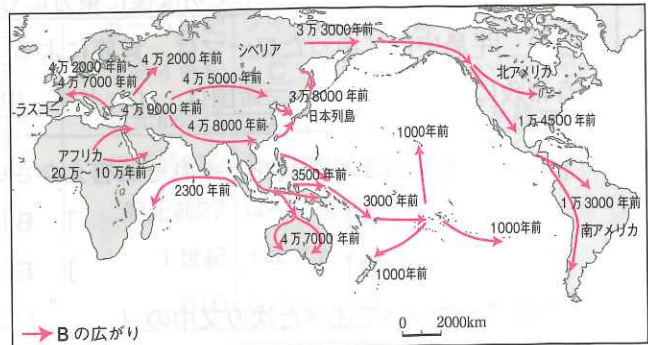 3万3000年前
シベリア
4万2000年前〜
4万7000年前
4万2000年前
4万5000年前
北アメリカ
ラスコー
4万9000年前
3万8000年前
日本列島
4万8000年前
1000年前
1万4500年前
アフリカ
20万〜10万年前
2300年前
3500年前
3000年前
1万3000年前
南アメリカ
4万7000年前
1000年前
1000年前
Bの広がり
0 2000km